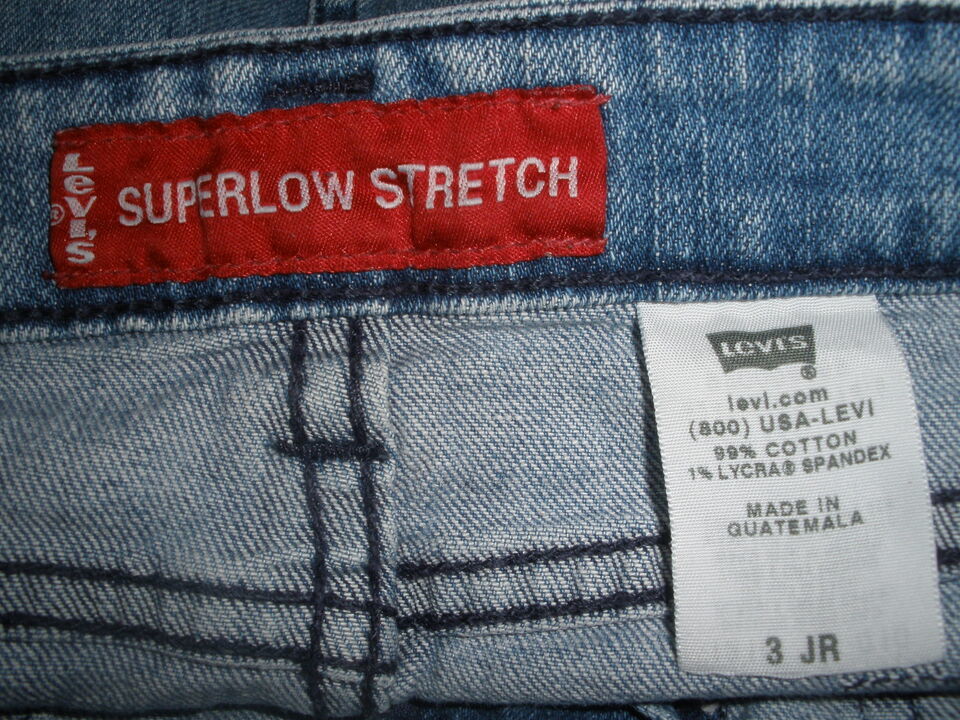 LEVI'S ®
SUPERLOW STRETCH
LEVI'S
®
levi.com
(800) USA-LEVI
99% COTTON
1% LYCRA® SPANDEX
MADE IN
GUATEMALA
3 JR